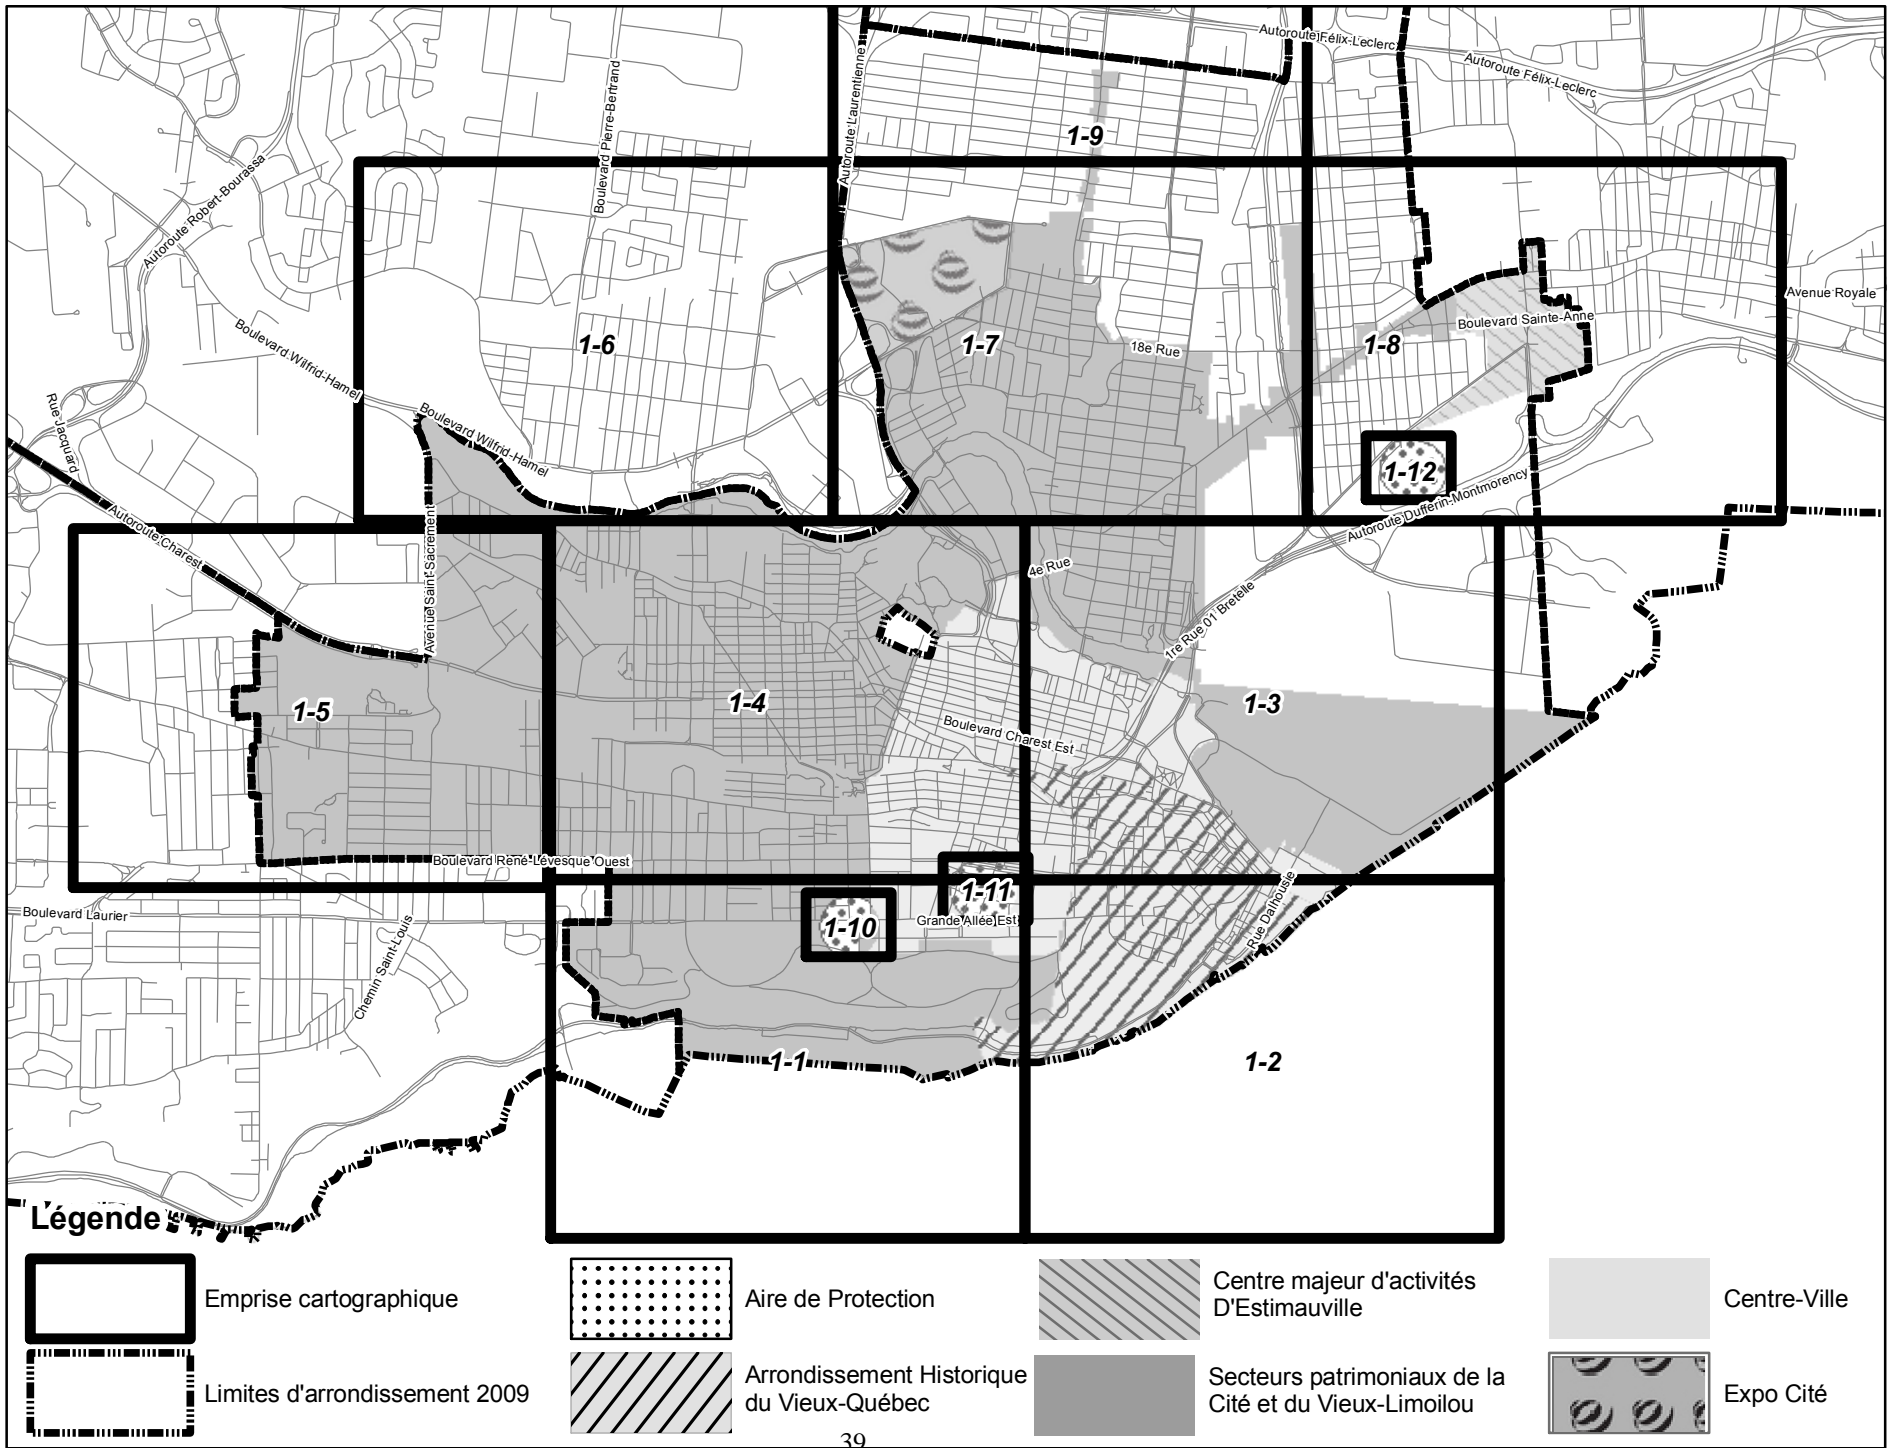 Autoroute Félix-Leclerc
Autoroute Félix-Leclerc
Boulevard Pierre-Bertrand
Autoroute Laurentienne
1-9
Autoroute Robert-Bourassa
Avenue Royale
Boulevard Sainte-Anne
Boulevard Wilfrid-Hamel
1-6
1-7
18e Rue
1-8
Rue Jacquard
Boulevard Wilfrid-Hamel
1-12
Autoroute Dufferin-Montmorency
Autoroute Charest
Avenue Saint-Sacrement
4e Rue
1re Rue 01 Bretelle
1-5
1-4
1-3
Boulevard Charest Est
Boulevard René-Lévesque Ouest
1-11
Boulevard Laurier
Chemin Saint-Louis
1-10
Grande Allée Est
Rue Dalhousie
1-1
1-2
Légende
Emprise cartographique
Aire de Protection
Centre majeur d'activités
D'Estimauville
Centre-Ville
Limites d'arrondissement 2009
Arrondissement Historique
du Vieux-Québec
Secteurs patrimoniaux de la
Cité et du Vieux-Limoilou
Expo Cité
39